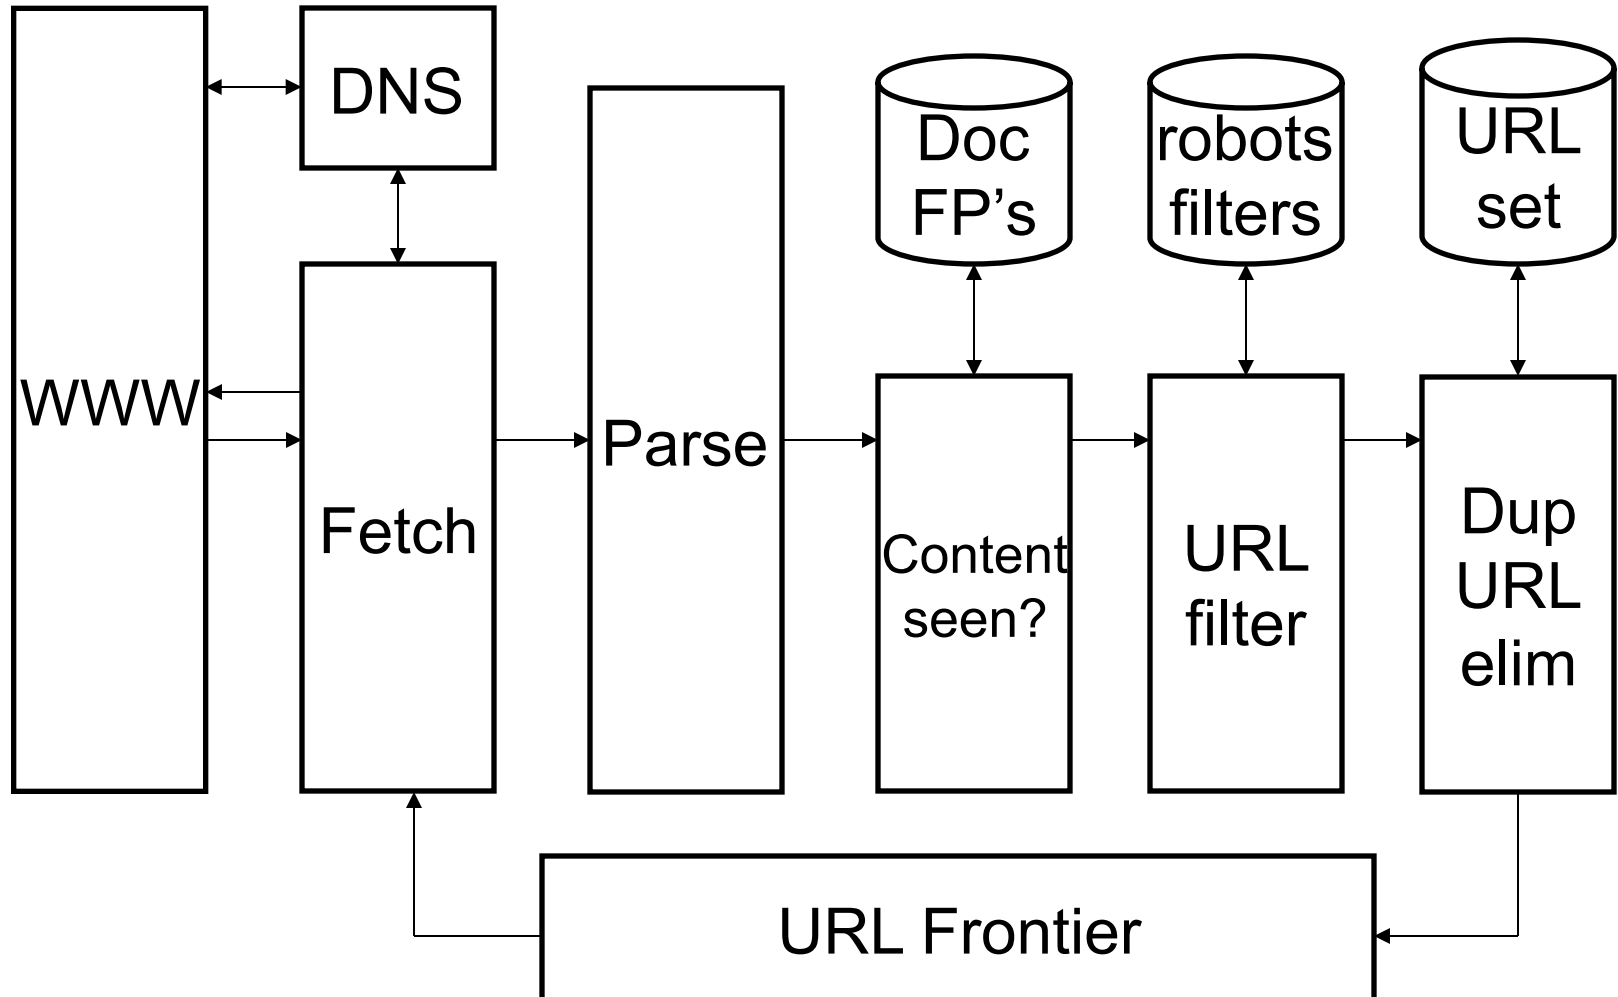 WWW
DNS
Fetch
Parse
Doc
FP’s
Content
seen?
robots
filters
URL
filter
URL
set
Dup
URL
elim
URL Frontier